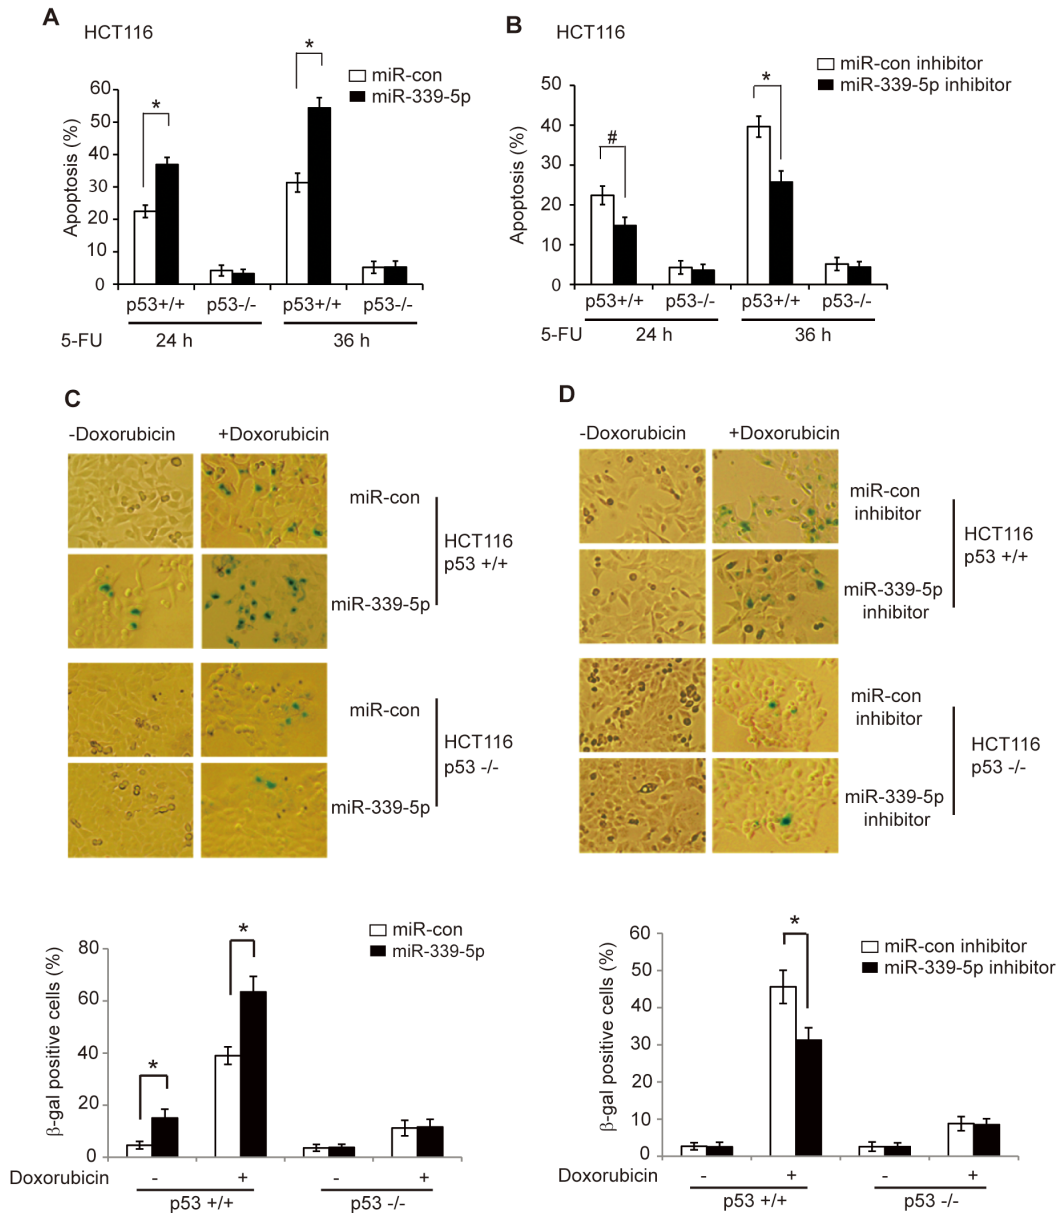 A
HCT116
miR-con
miR-339-5p
*
*
Apoptosis (%)
60
50
40
30
20
10
0
p53+/+ p53-/- p53+/+ p53-/-
5-FU 24 h 36 h
B
HCT116
miR-con inhibitor
miR-339-5p inhibitor
#
*
Apoptosis (%)
50
40
30
20
10
0
p53+/+ p53-/- p53+/+ p53-/-
5-FU 24 h 36 h
C
-Doxorubicin +Doxorubicin
miR-con
miR-339-5p
HCT116
p53 +/+
miR-con
miR-339-5p
HCT116
p53 -/-
miR-con
miR-339-5p
*
*
β-gal positive cells (%)
80
60
40
20
0
Doxorubicin - + - +
p53 +/+ p53 -/-
D
-Doxorubicin +Doxorubicin
miR-con
inhibitor
miR-339-5p
inhibitor
HCT116
p53 +/+
miR-con
inhibitor
miR-339-5p
inhibitor
HCT116
p53 -/-
miR-con inhibitor
miR-339-5p inhibitor
*
β-gal positive cells (%)
60
50
40
30
20
10
0
Doxorubicin - + - +
p53 +/+ p53 -/-